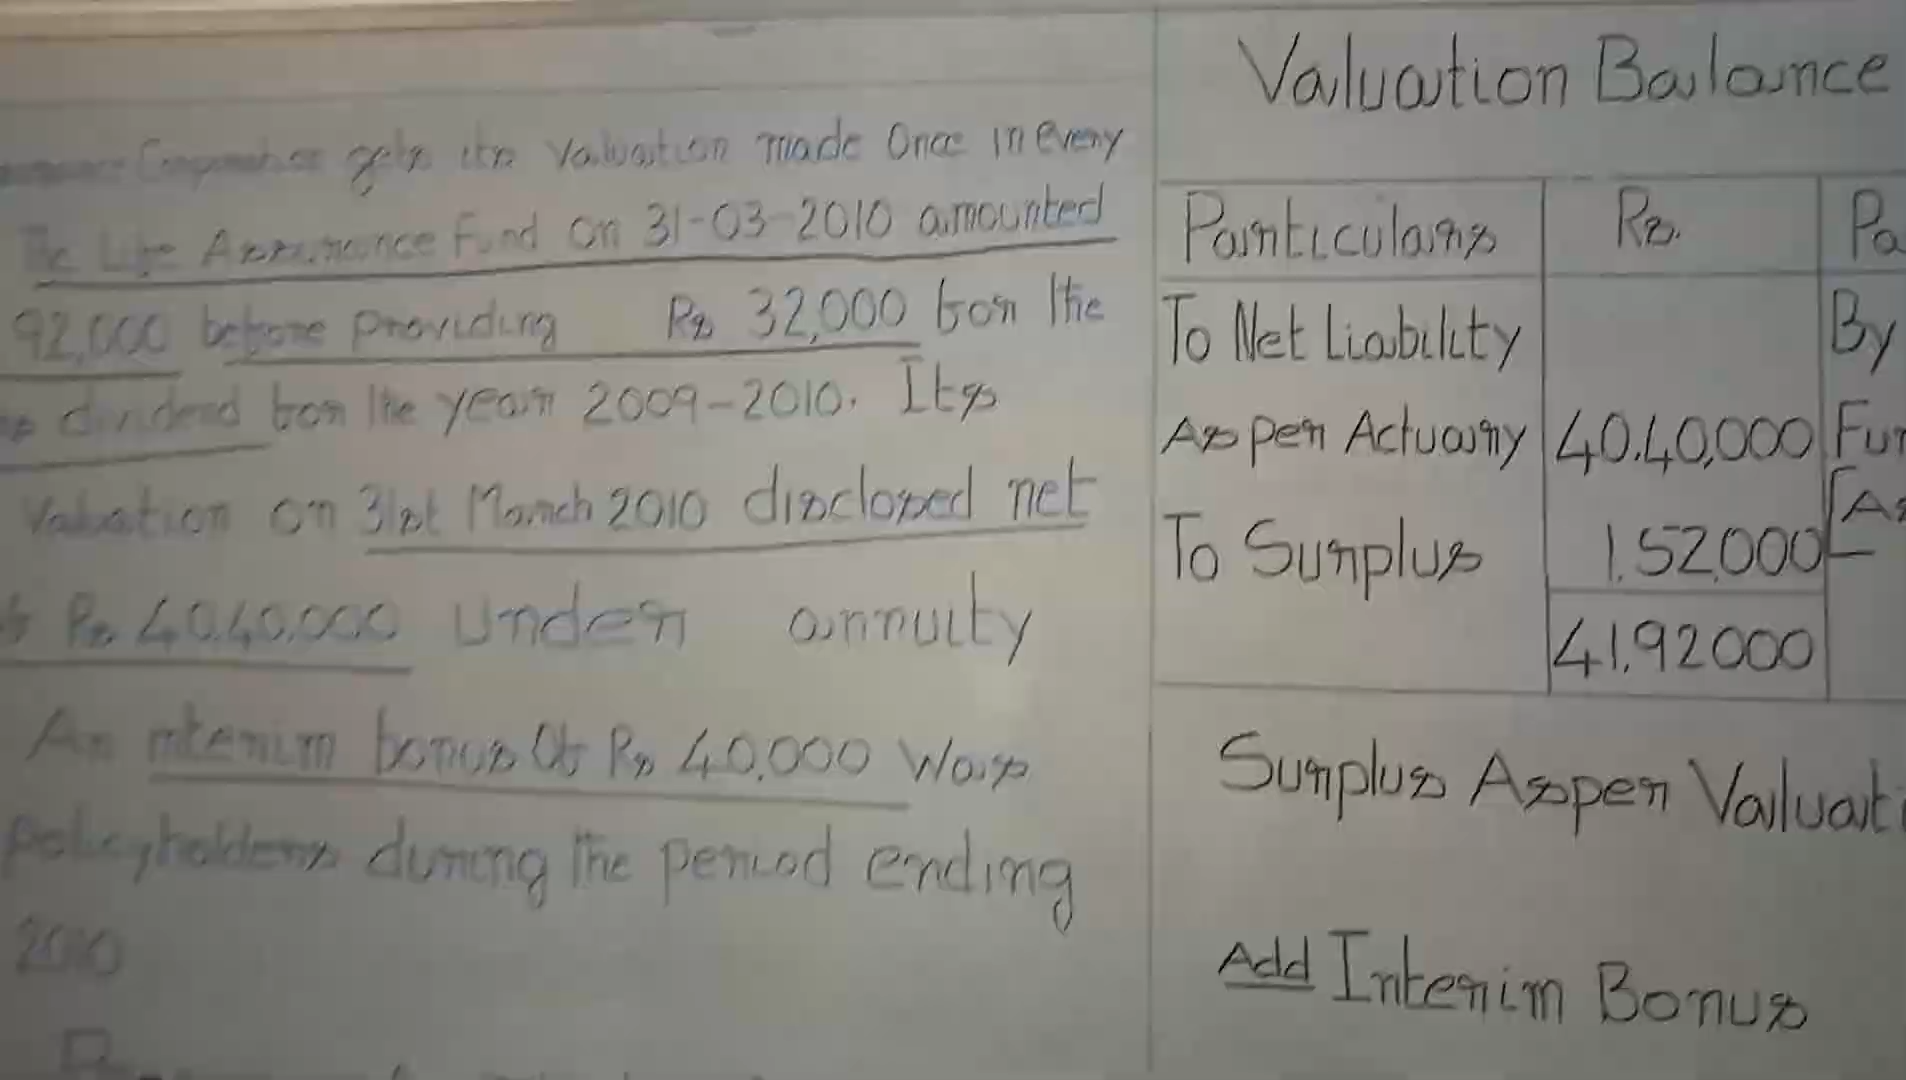 gets its Valuation made Once in every
The Life Assurance Fund on 31-03-2010 amounted
92,000 before providing Rs 32,000 for the
dividend for the year 2009-2010. Its
Valuation on 31st March 2010 disclosed net
Rs. 40,40,000 under annuity
An interim bonus of Rs 40,000 was
policyholders during the period ending
2010
Valuation Balance
Particulars Rs. Pa
To Net Liability By
As per Actuary 40,40,000 Fun
[As
To Surplus 1,52,000
41,92000
Surplus As per Valuati
Add Interim Bonus